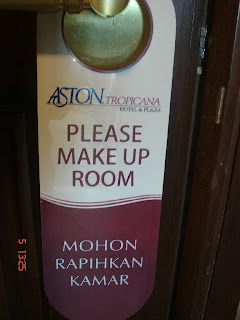 ASTON TROPICANA
HOTEL & PLAZA
PLEASE
MAKE UP
ROOM
MOHON
RAPIHKAN
KAMAR
5 13:25